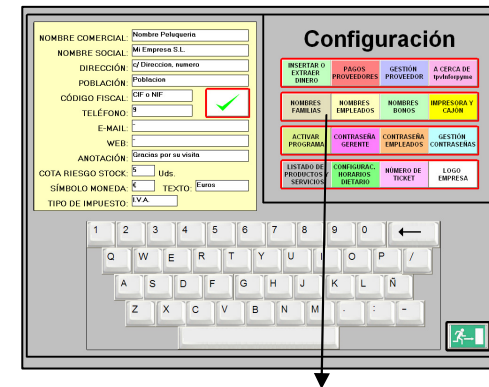 NOMBRE COMERCIAL: Nombre Peluqueria
NOMBRE SOCIAL: Mi Empresa S.L.
DIRECCIÓN: c/ Direccion, numero
POBLACIÓN: Poblacion
CÓDIGO FISCAL: CIF o NIF
TELÉFONO: 9
E-MAIL: .
WEB: .
ANOTACIÓN: Gracias por su visita
COTA RIESGO STOCK: 5 Uds.
SÍMBOLO MONEDA: € TEXTO: Euros
TIPO DE IMPUESTO: I.V.A.
Configuración
INSERTAR O EXTRAER DINERO
PAGOS PROVEEDORES
GESTIÓN PROVEEDOR
A CERCA DE tpvInforpyme
NOMBRES FAMILIAS
NOMBRES EMPLEADOS
NOMBRES BONOS
IMPRESORA Y CAJÓN
ACTIVAR PROGRAMA
CONTRASEÑA GERENTE
CONTRASEÑA EMPLEADOS
GESTIÓN CONTRASEÑAS
LISTADO DE PRODUCTOS Y SERVICIOS
CONFIGURAC. HORARIOS DIETARIO
NÚMERO DE TICKET
LOGO EMPRESA
1 2 3 4 5 6 7 8 9 0 ←
Q W E R T Y U I O P /
A S D F G H J K L Ñ
Z X C V B N M . : -